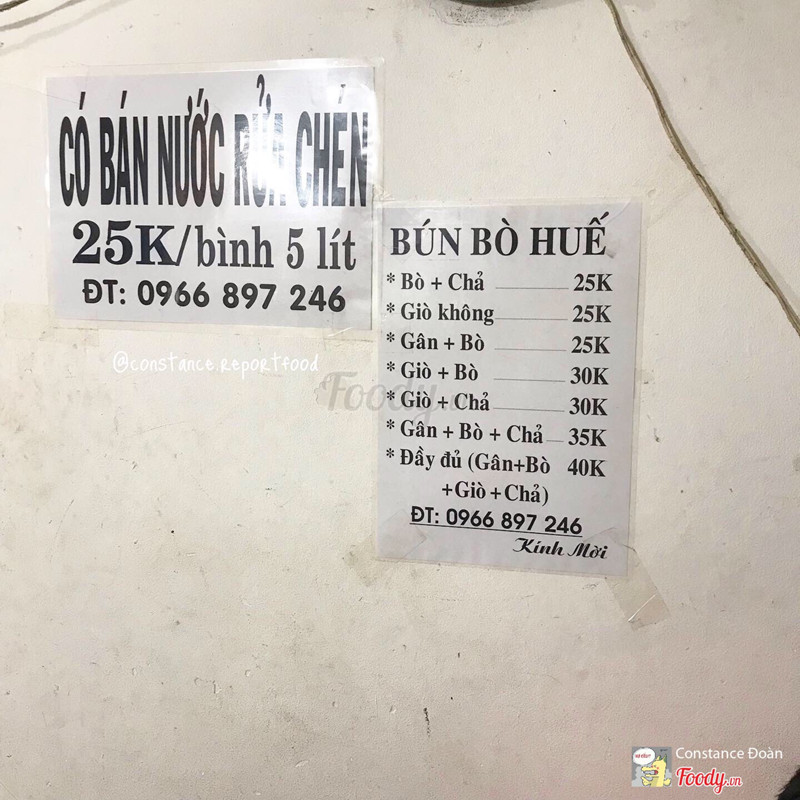 CÓ BÁN NƯỚC RỬA CHÉN
25K/bình 5 lít
ĐT: 0966 897 246
@constance.reportfood
BÚN BÒ HUẾ
* Bò + Chả 25K
* Giò không 25K
* Gân + Bò 25K
* Giò + Bò 30K
* Giò + Chả 30K
* Gân + Bò + Chả 35K
* Đầy đủ (Gân+Bò 40K
+Giò+Chả)
ĐT: 0966 897 246
Kính Mời
Foody.vn
Constance Đoàn
Foody.vn